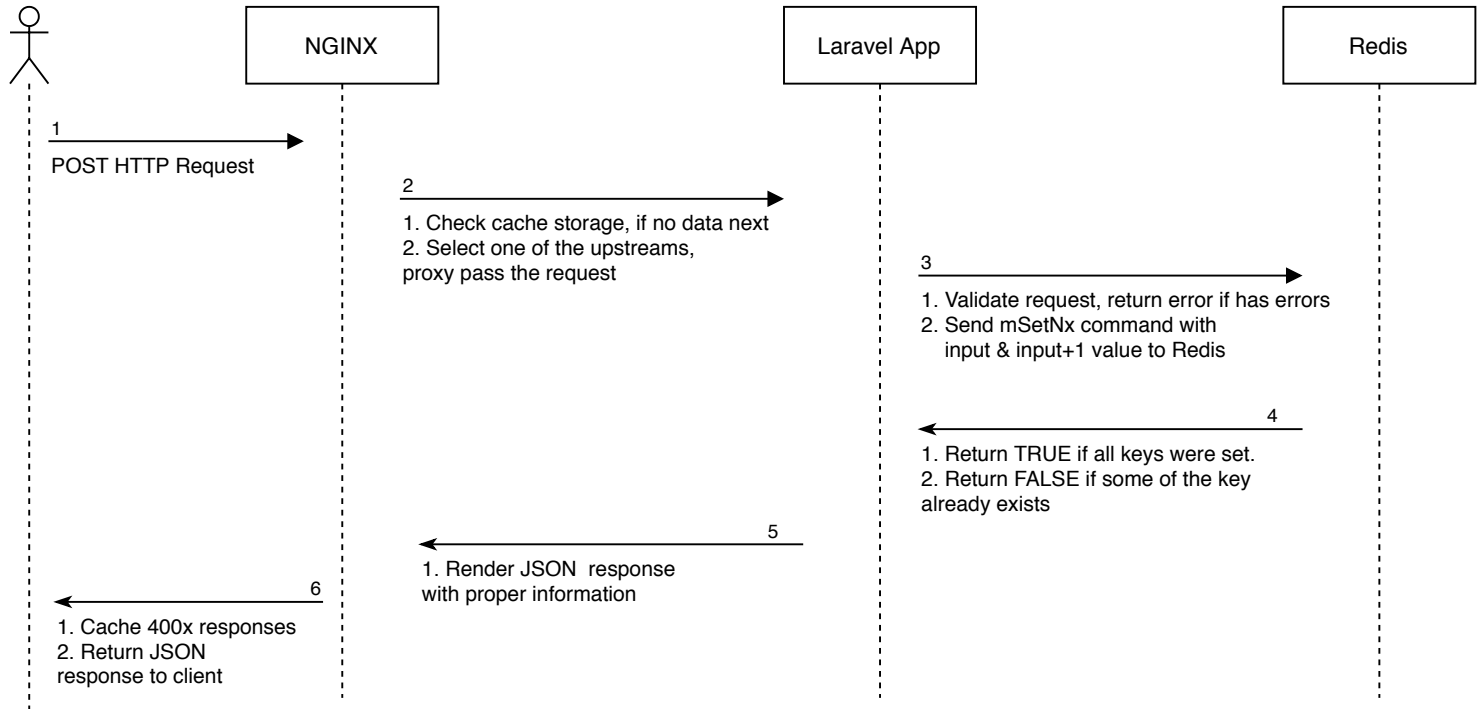 NGINX
Laravel App
Redis
1
POST HTTP Request
2
1. Check cache storage, if no data next
2. Select one of the upstreams,
proxy pass the request
3
1. Validate request, return error if has errors
2. Send mSetNx command with
input & input+1 value to Redis
4
1. Return TRUE if all keys were set.
2. Return FALSE if some of the key
already exists
5
1. Render JSON  response
with proper information
6
1. Cache 400x responses
2. Return JSON
response to client